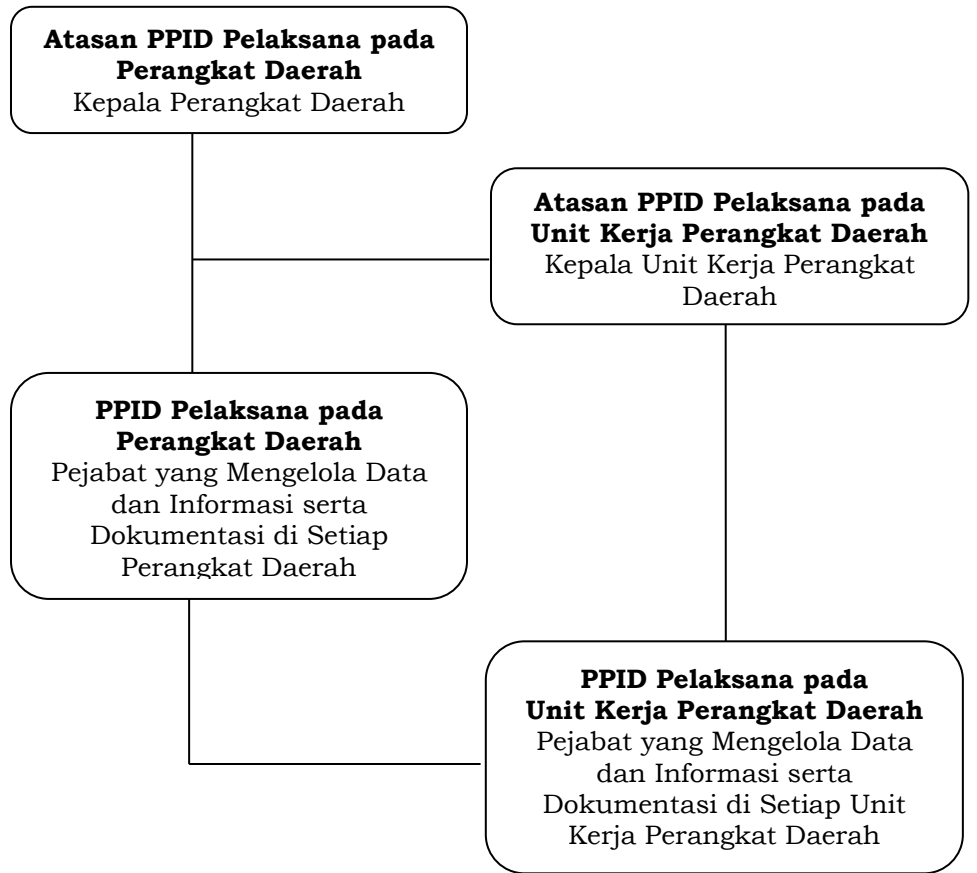 Atasan PPID Pelaksana pada
Perangkat Daerah
Kepala Perangkat Daerah
Atasan PPID Pelaksana pada
Unit Kerja Perangkat Daerah
Kepala Unit Kerja Perangkat
Daerah
PPID Pelaksana pada
Perangkat Daerah
Pejabat yang Mengelola Data
dan Informasi serta
Dokumentasi di Setiap
Perangkat Daerah
PPID Pelaksana pada
Unit Kerja Perangkat Daerah
Pejabat yang Mengelola Data
dan Informasi serta
Dokumentasi di Setiap Unit
Kerja Perangkat Daerah